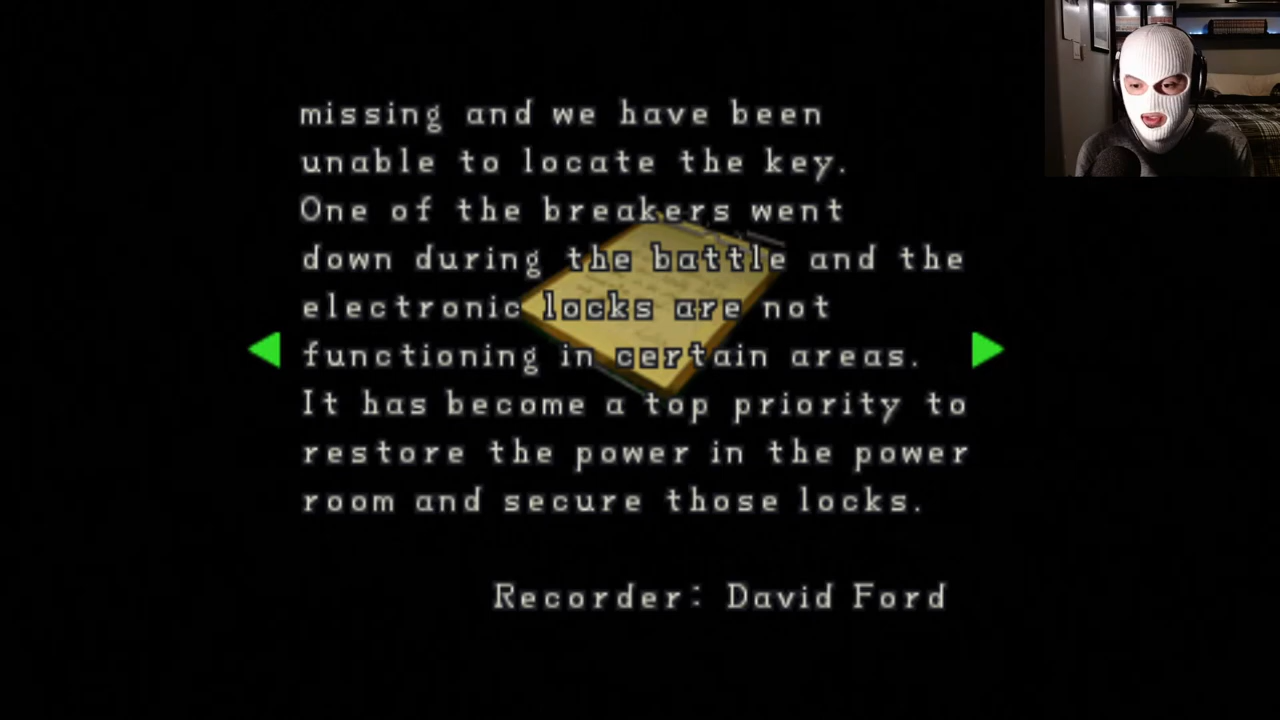 missing and we have been
unable to locate the key.
One of the breakers went
down during the battle and the
electronic locks are not
functioning in certain areas.
It has become a top priority to
restore the power in the power
room and secure those locks.
Recorder: David Ford